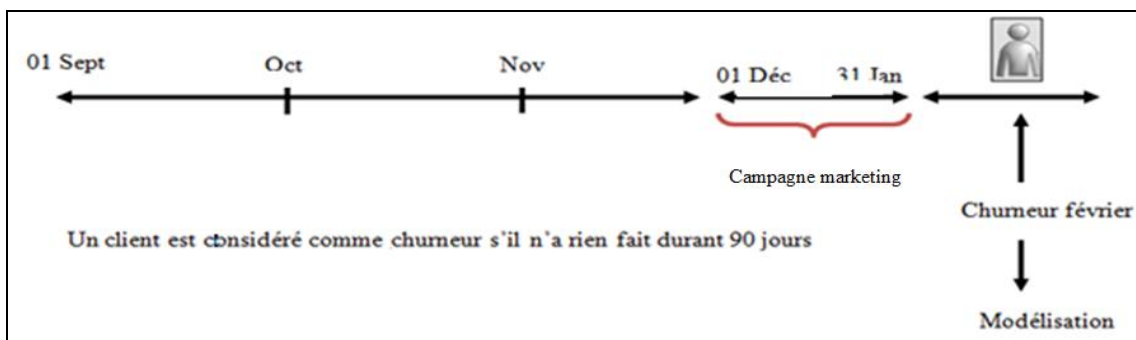 01 Sept
Oct
Nov
01 Déc
31 Jan
Campagne marketing
Churneur février
Un client est considéré comme churneur s'il n'a rien fait durant 90 jours
Modélisation